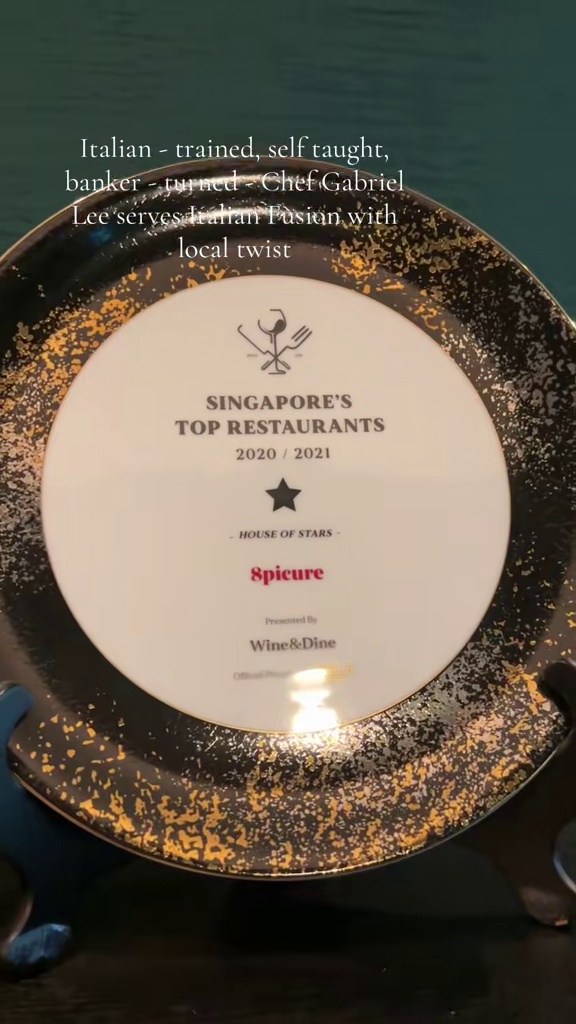 Italian - trained, self taught,
banker - turned - Chef Gabriel
Lee serves Italian Fusion with
local twist
SINGAPORE'S
TOP RESTAURANTS
2020 / 2021
- HOUSE OF STARS -
8picure
Presented By
Wine&Dine
Official